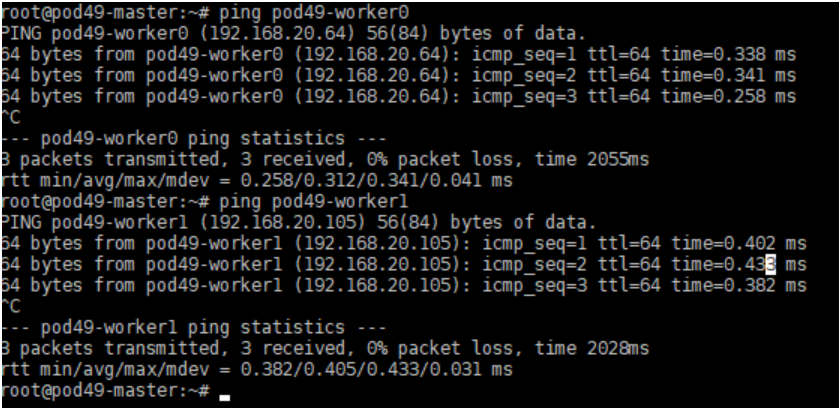 root@pod49-master:~# ping pod49-worker0
PING pod49-worker0 (192.168.20.64) 56(84) bytes of data.
64 bytes from pod49-worker0 (192.168.20.64): icmp_seq=1 ttl=64 time=0.338 ms
64 bytes from pod49-worker0 (192.168.20.64): icmp_seq=2 ttl=64 time=0.341 ms
64 bytes from pod49-worker0 (192.168.20.64): icmp_seq=3 ttl=64 time=0.258 ms
^C
--- pod49-worker0 ping statistics ---
3 packets transmitted, 3 received, 0% packet loss, time 2055ms
rtt min/avg/max/mdev = 0.258/0.312/0.341/0.041 ms
root@pod49-master:~# ping pod49-worker1
PING pod49-worker1 (192.168.20.105) 56(84) bytes of data.
64 bytes from pod49-worker1 (192.168.20.105): icmp_seq=1 ttl=64 time=0.402 ms
64 bytes from pod49-worker1 (192.168.20.105): icmp_seq=2 ttl=64 time=0.433 ms
64 bytes from pod49-worker1 (192.168.20.105): icmp_seq=3 ttl=64 time=0.382 ms
^C
--- pod49-worker1 ping statistics ---
3 packets transmitted, 3 received, 0% packet loss, time 2028ms
rtt min/avg/max/mdev = 0.382/0.405/0.433/0.031 ms
root@pod49-master:~#